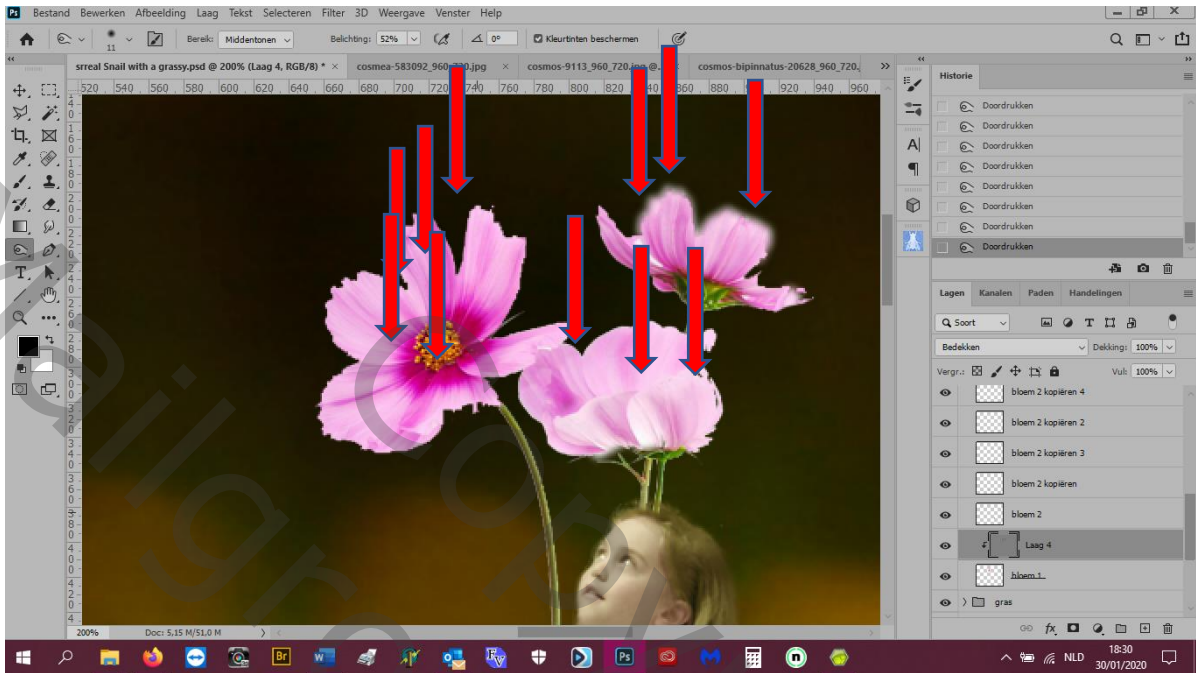 Ps Bestand Bewerken Afbeelding Laag Tekst Selecteren Filter 3D Weergave Venster Help
11 Bereik: Middentonen Belichting: 52% 0° Kleurtinten beschermen
srreal Snail with a grassy.psd @ 200% (Laag 4, RGB/8) * × cosmea-583092_960_720.jpg × cosmos-9113_960_720.jpg @ cosmos-bipinnatus-20628_960_720.
520 540 560 580 600 620 640 660 680 700 720 740 760 780 800 820 840 860 880 920 940 960
Historie
Doordrukken
Doordrukken
Doordrukken
Doordrukken
Doordrukken
Doordrukken
Doordrukken
Doordrukken
Lagen Kanalen Paden Handelingen
Soort
Bedekken Dekking: 100%
Vergr.: Vul: 100%
bloem 2 kopiëren 4
bloem 2 kopiëren 2
bloem 2 kopiëren 3
bloem 2 kopiëren
bloem 2
Laag 4
bloem 1
gras
200% Doc: 5,15 M/51,0 M
NLD 18:30
30/01/2020